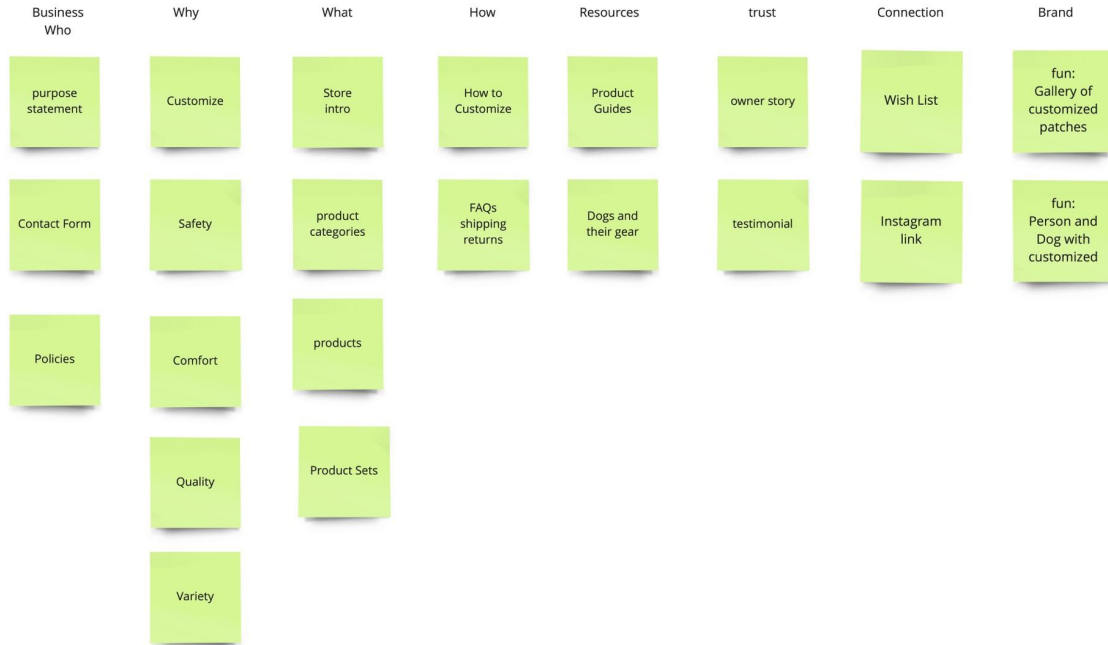 Business
Who
Why
What
How
Resources
trust
Connection
Brand
purpose
statement
Customize
Store
intro
How to
Customize
Product
Guides
owner story
Wish List
fun:
Gallery of
customized
patches
Contact Form
Safety
product
categories
FAQs
shipping
returns
Dogs and
their gear
testimonial
Instagram
link
fun:
Person and
Dog with
customized
Policies
Comfort
products
Quality
Product Sets
Variety